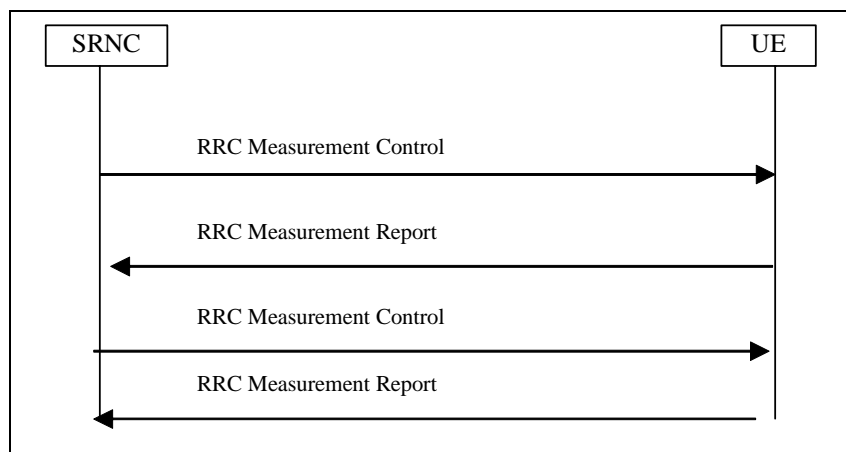 SRNC
UE
RRC Measurement Control
RRC Measurement Report
RRC Measurement Control
RRC Measurement Report